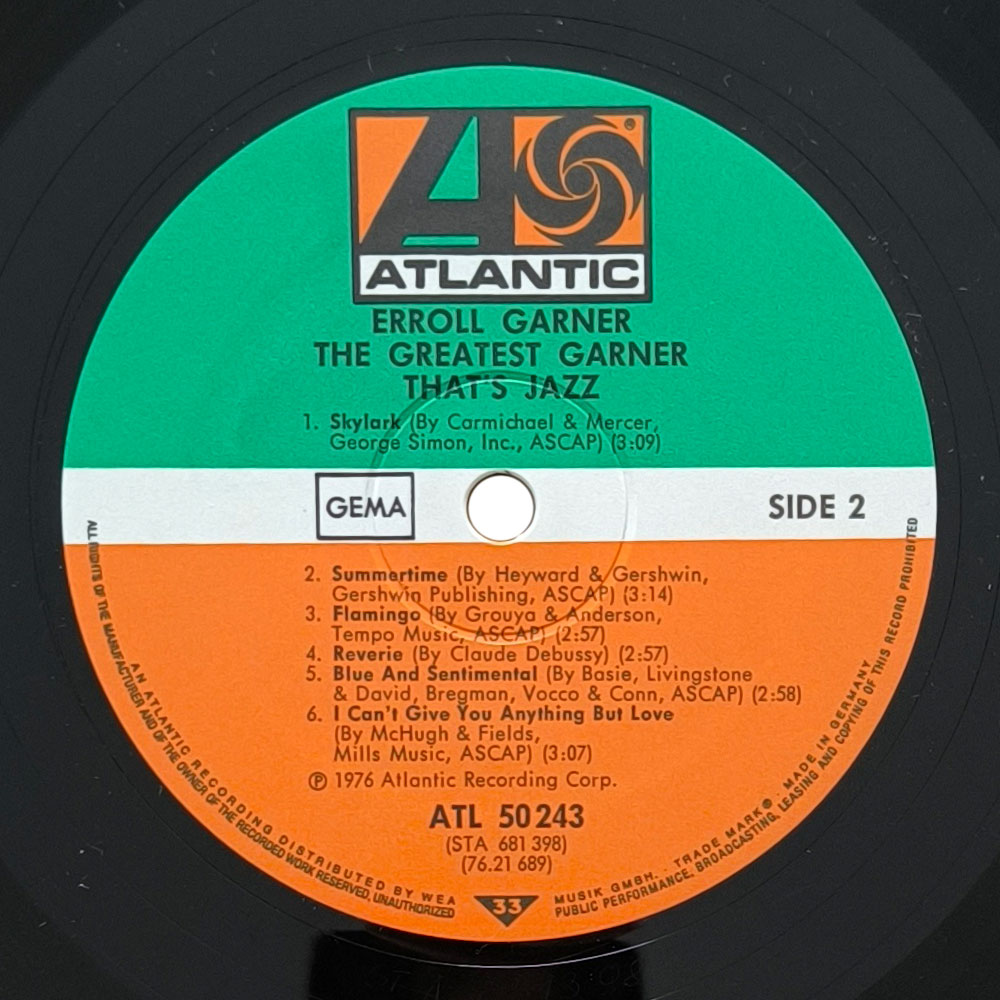 ATLANTIC
ERROLL GARNER
THE GREATEST GARNER
THAT'S JAZZ
1. Skylark (By Carmichael & Mercer,
George Simon, Inc., ASCAP) (3:09)
GEMA
SIDE 2
2. Summertime (By Heyward & Gershwin,
Gershwin Publishing, ASCAP) (3:14)
3. Flamingo (By Grouya & Anderson,
Tempo Music, ASCAP) (2:57)
4. Reverie (By Claude Debussy) (2:57)
5. Blue And Sentimental (By Basie, Livingstone
& David, Bregman, Vocco & Conn, ASCAP) (2:58)
6. I Can't Give You Anything But Love
(By McHugh & Fields,
Mills Music, ASCAP) (3:07)
℗ 1976 Atlantic Recording Corp.
ATL 50 243
(STA 681 398)
(76.21 689)
33
AN ATLANTIC RECORDING DISTRIBUTED BY WEA MUSIK GMBH. . TRADE MARK ® . MADE IN GERMANY
ALL RIGHTS OF THE MANUFACTURER AND OF THE OWNER OF THE RECORDED WORK RESERVED, UNAUTHORIZED PUBLIC PERFORMANCE, BROADCASTING, LEASING AND COPYING OF THIS RECORD PROHIBITED